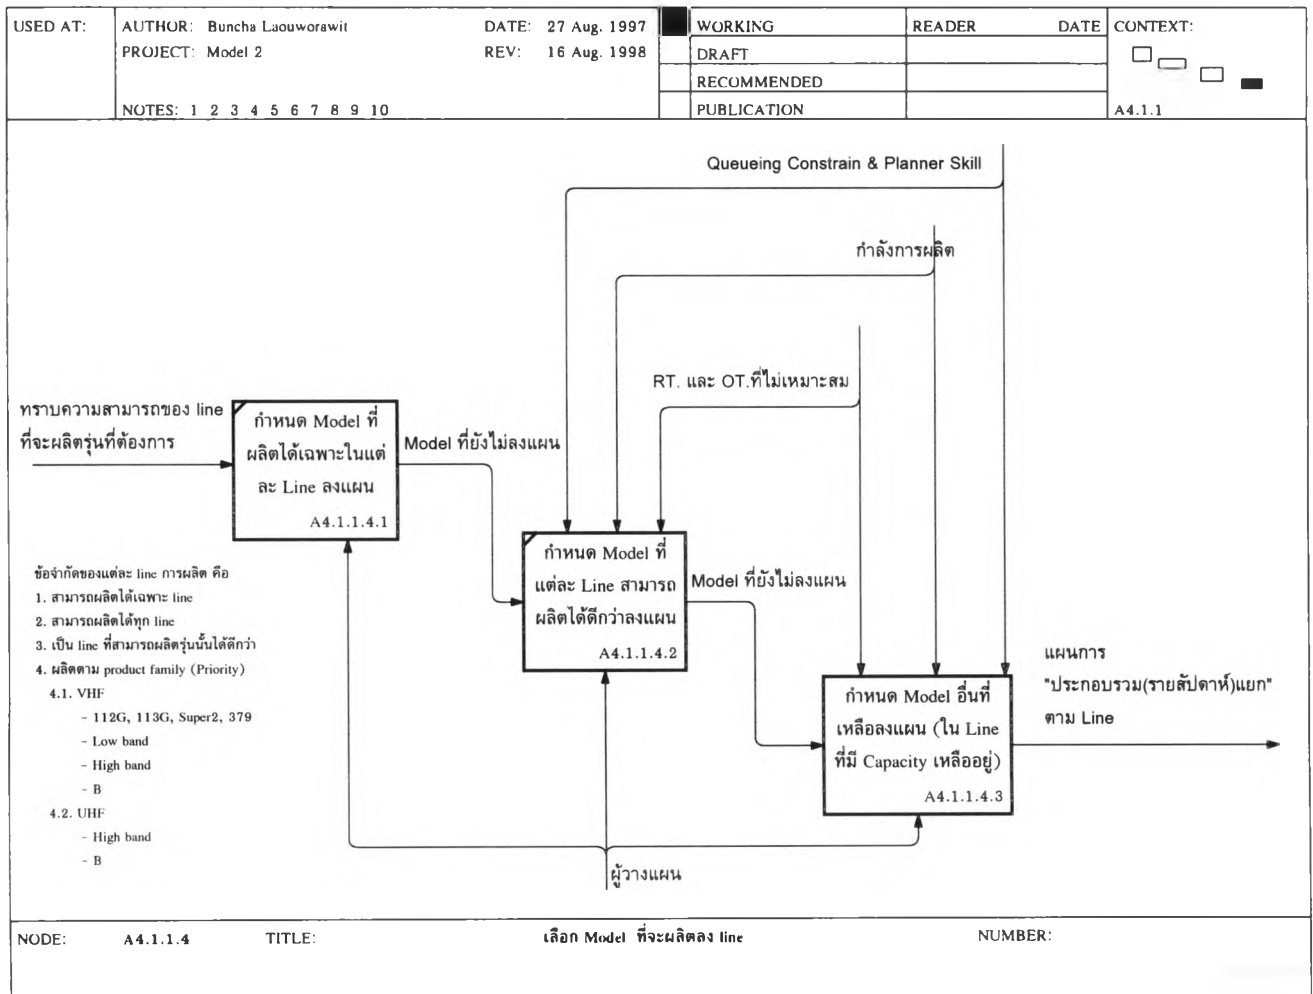 USED AT:
AUTHOR: Buncha Laouworawit
DATE: 27 Aug. 1997
WORKING
READER DATE
CONTEXT:
PROJECT: Model 2
REV: 16 Aug. 1998
DRAFT
RECOMMENDED
NOTES: 1 2 3 4 5 6 7 8 9 10
PUBLICATION
A4.1.1
Queueing Constrain & Planner Skill
กำลังการผลิต
RT. และ OT.ที่ไม่เหมาะสม
ทราบความสามารถของ line
ที่จะผลิตรุ่นที่ต้องการ
กำหนด Model ที่
ผลิตได้เฉพาะในแต่
ละ Line ลงแผน
A4.1.1.4.1
Model ที่ยังไม่ลงแผน
กำหนด Model ที่
แต่ละ Line สามารถ
ผลิตได้ดีกว่าลงแผน
A4.1.1.4.2
Model ที่ยังไม่ลงแผน
กำหนด Model อื่นที่
เหลือลงแผน (ใน Line
ที่มี Capacity เหลืออยู่)
A4.1.1.4.3
แผนการ
"ประกอบรวม(รายสัปดาห์)แยก"
ตาม Line
ข้อจำกัดของแต่ละ line การผลิต คือ
1. สามารถผลิตได้เฉพาะ line
2. สามารถผลิตได้ทุก line
3. เป็น line ที่สามารถผลิตรุ่นนั้นได้ดีกว่า
4. ผลิตตาม product family (Priority)
4.1. VHF
- 112G, 113G, Super2, 379
- Low band
- High band
- B
4.2. UHF
- High band
- B
ผู้วางแผน
NODE: A4.1.1.4
TITLE: เลือก Model ที่จะผลิตลง line
NUMBER: